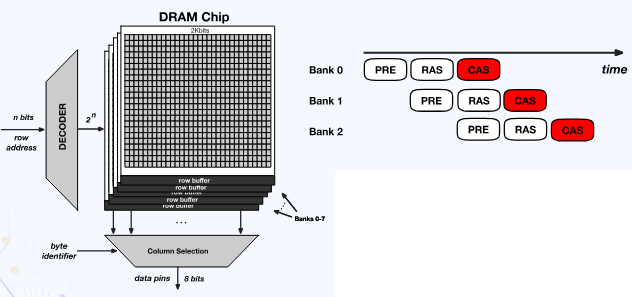 DRAM Chip
2Kbits
n bits
row
address
DECODER
2^n
row buffer
row buffer
row buffer
row buffer
row buffer
Banks 0-7
...
byte
identifier
Column Selection
data pins
8 bits
time
Bank 0
PRE
RAS
CAS
Bank 1
PRE
RAS
CAS
Bank 2
PRE
RAS
CAS